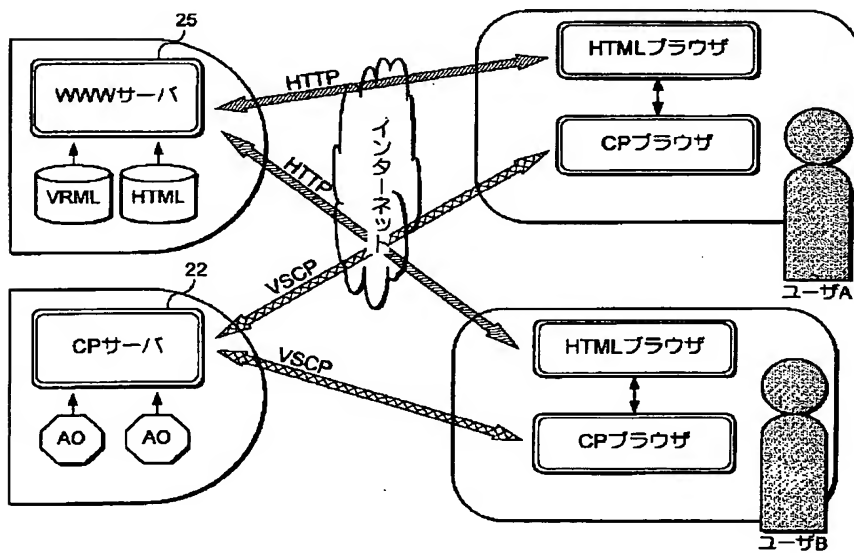 25
WWWサーバ
VRML
HTML
HTTP
HTTP
インターネット
HTMLブラウザ
CPブラウザ
ユーザA
22
CPサーバ
AO
AO
VSCP
VSCP
HTMLブラウザ
CPブラウザ
ユーザB